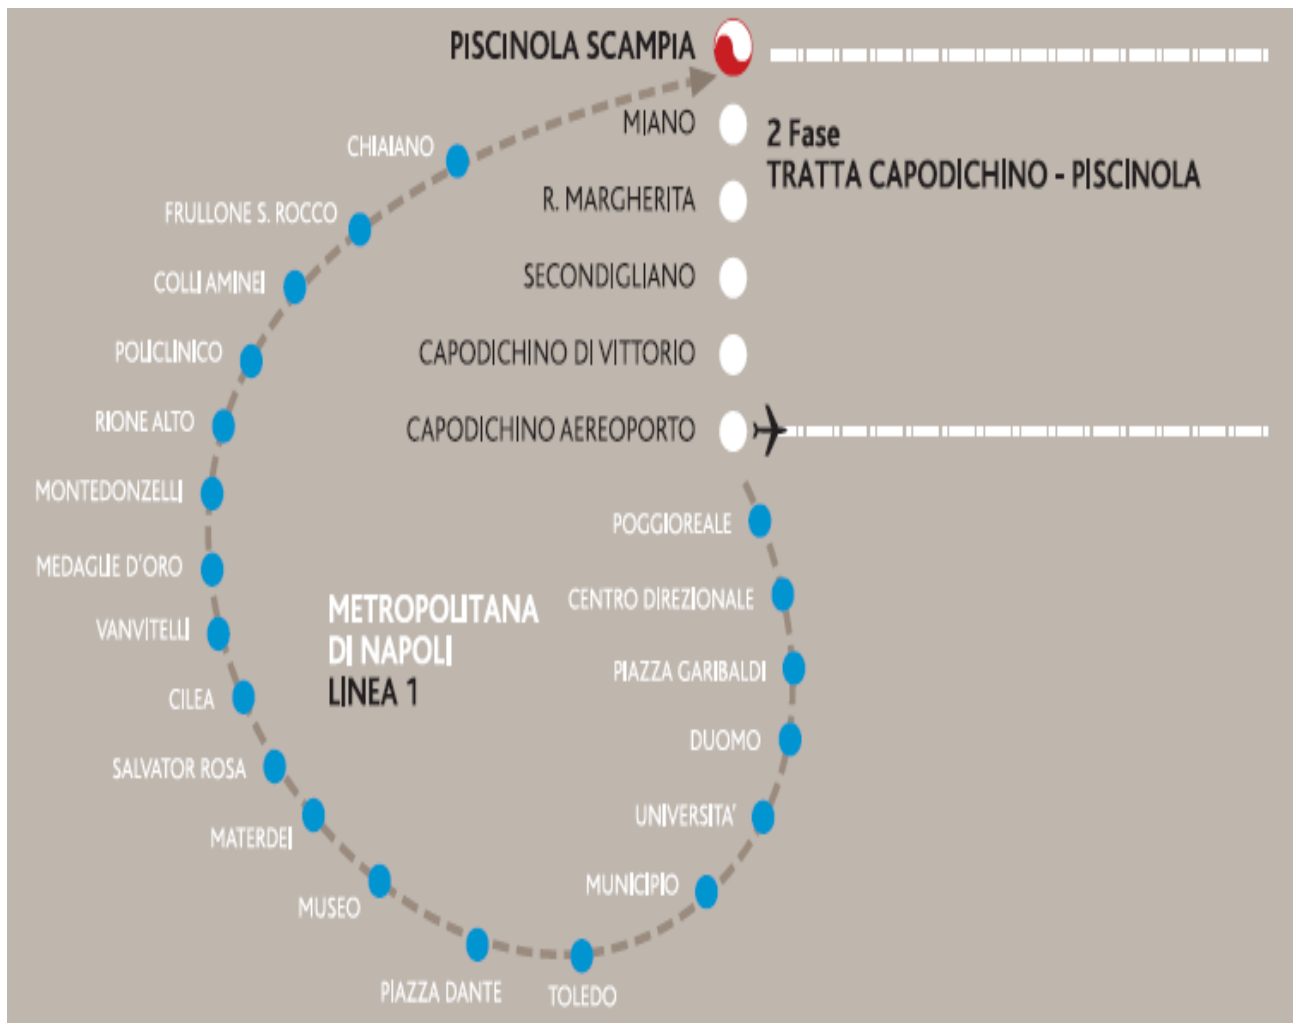 PISCINOLA SCAMPIA
MIANO
2 Fase
TRATTA CAPODICHINO - PISCINOLA
CHIAIANO
R. MARGHERITA
FRULLONE S. ROCCO
SECONDIGLIANO
COLLI AMINEI
CAPODICHINO DI VITTORIO
POLICLINICO
RIONE ALTO
CAPODICHINO AEREOPORTO
MONTEDONZELLI
POGGIOREALE
MEDAGLIE D'ORO
CENTRO DIREZIONALE
METROPOLITANA
DI NAPOLI
LINEA 1
VANVITELLI
PIAZZA GARIBALDI
CILEA
DUOMO
SALVATOR ROSA
UNIVERSITA'
MATERDEI
MUNICIPIO
MUSEO
PIAZZA DANTE
TOLEDO